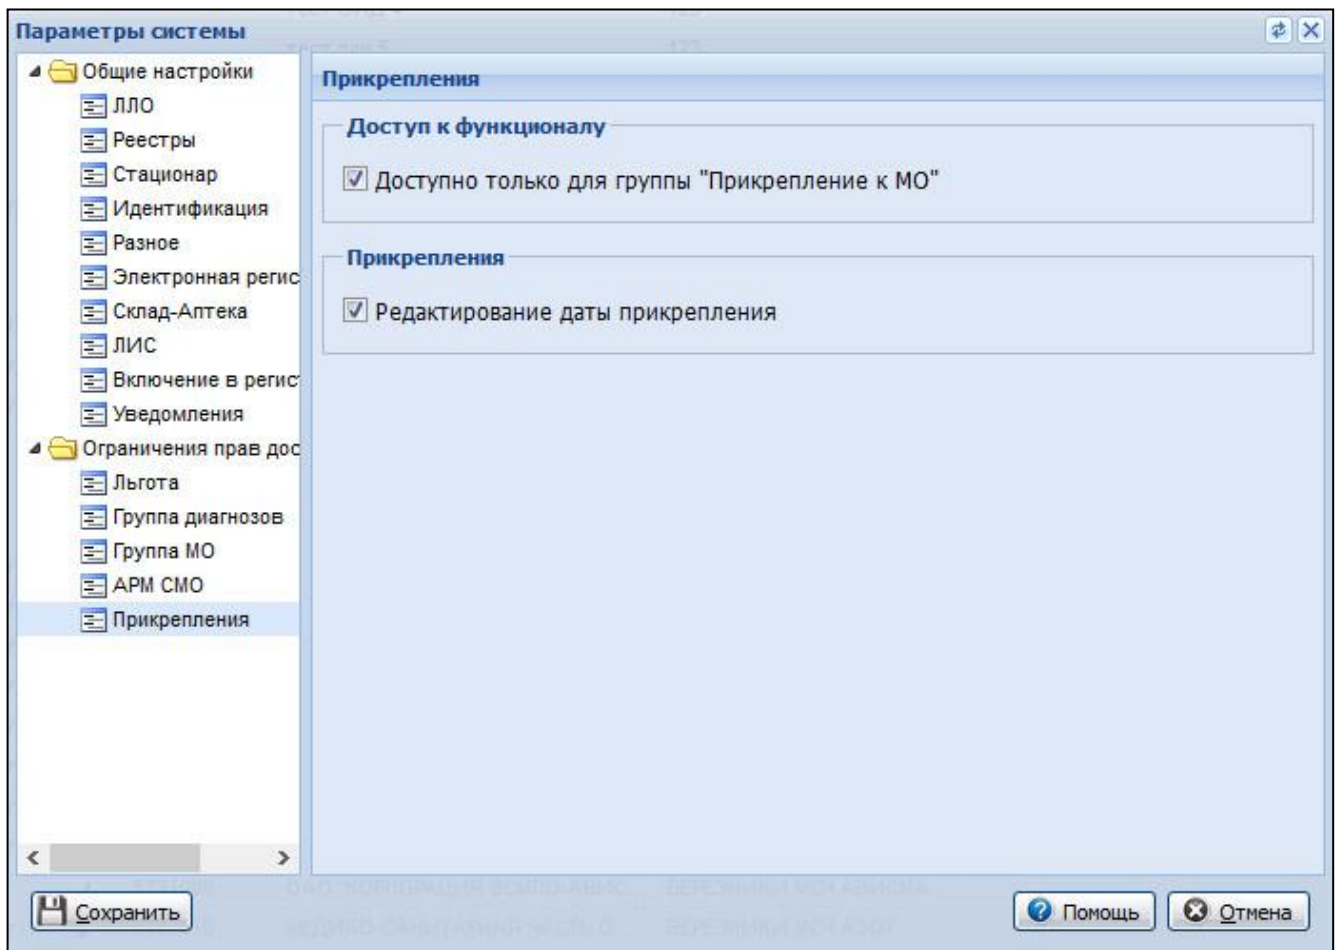 Параметры системы
Общие настройки
ЛЛО
Реестры
Стационар
Идентификация
Разное
Электронная регис
Склад-Аптека
ЛИС
Включение в регис
Уведомления
Ограничения прав дос
Льгота
Группа диагнозов
Группа МО
АРМ СМО
Прикрепления
Прикрепления
Доступ к функционалу
Доступно только для группы "Прикрепление к МО"
Прикрепления
Редактирование даты прикрепления
Сохранить
Помощь
Отмена